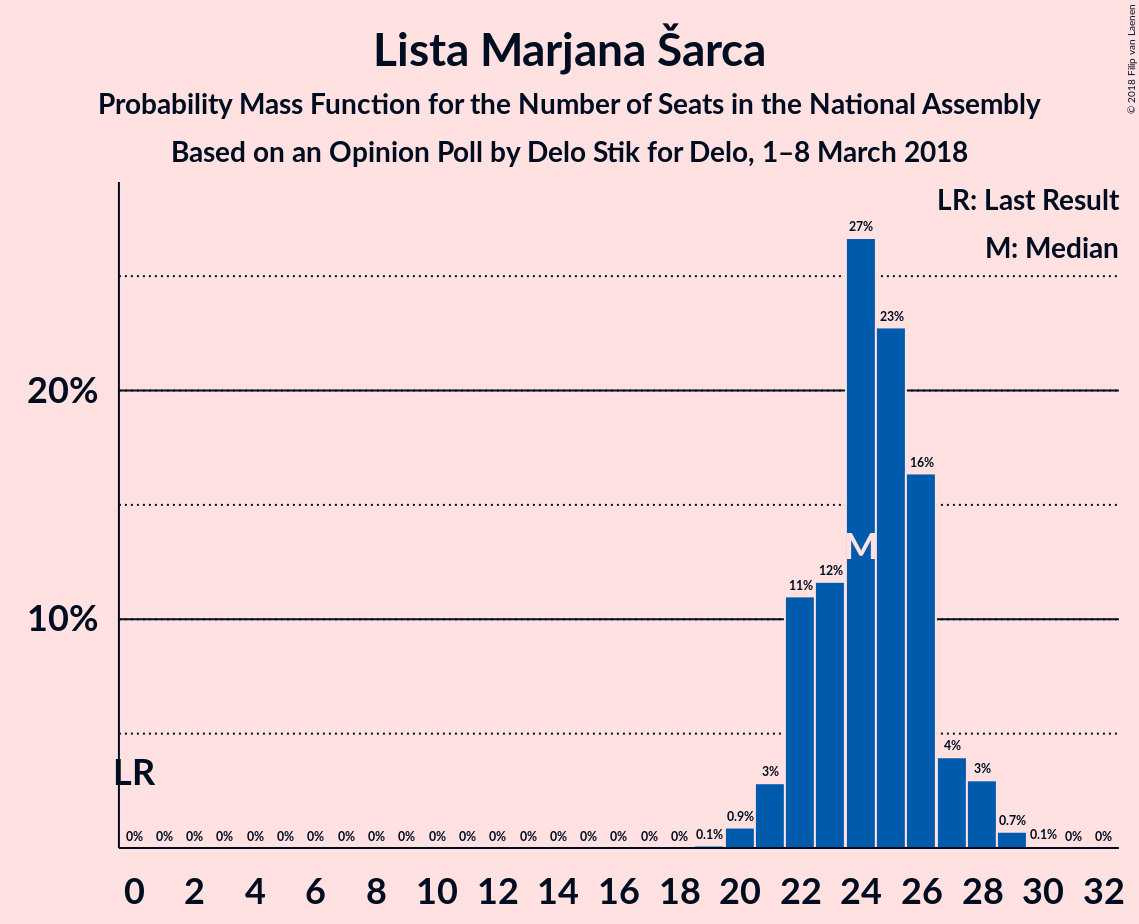 Lista Marjana Šarca
Probability Mass Function for the Number of Seats in the National Assembly
Based on an Opinion Poll by Delo Stik for Delo, 1–8 March 2018
© 2018 Filip van Laenen
LR: Last Result
M: Median
27%
23%
20%
16%
M
12%
11%
10%
4%
3%
3%
LR
0.9%
0.7%
0% 0% 0% 0% 0% 0% 0% 0% 0% 0% 0% 0% 0% 0% 0% 0% 0% 0% 0% 0.1% 0.1% 0% 0%
0 2 4 6 8 10 12 14 16 18 20 22 24 26 28 30 32